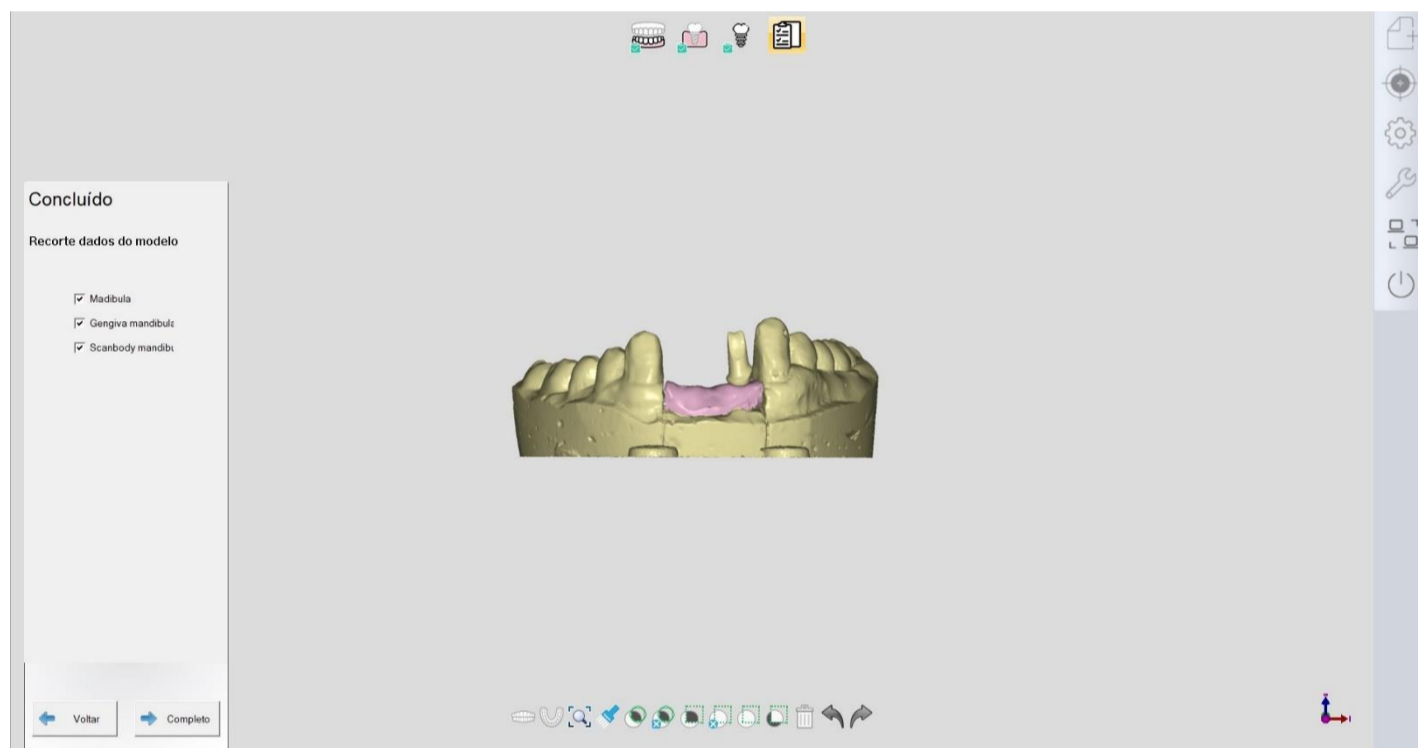 Concluído
Recorte dados do modelo
Madibula
Gengiva mandibula
Scanbody mandibu
Voltar
Completo